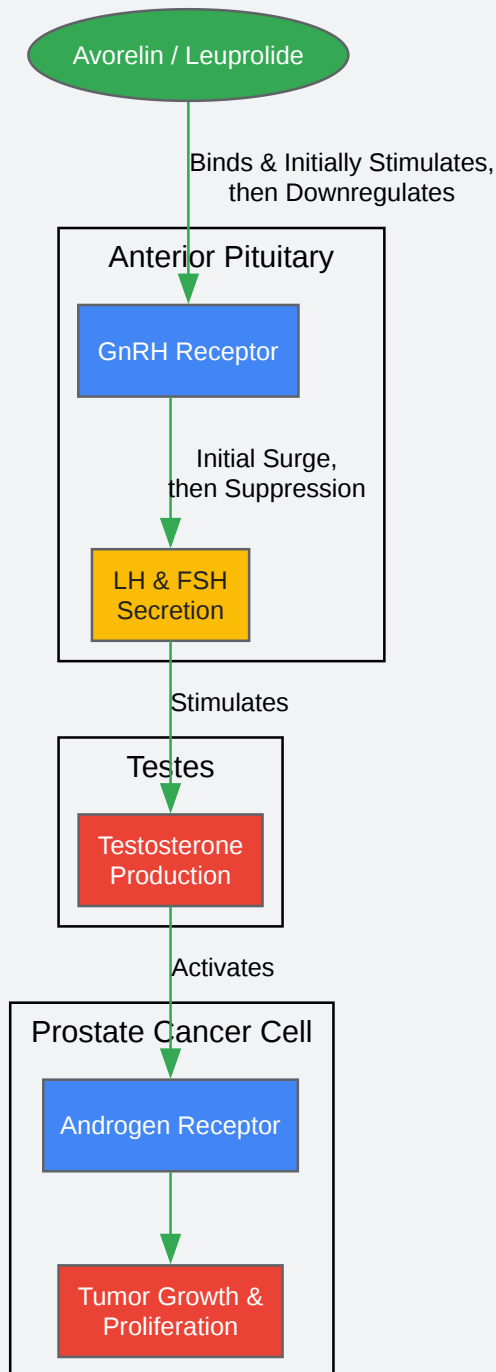 Avorelin / Leuprolide
Binds & Initially Stimulates,
then Downregulates
Anterior Pituitary
GnRH Receptor
Initial Surge,
then Suppression
LH & FSH
Secretion
Stimulates
Testes
Testosterone
Production
Activates
Prostate Cancer Cell
Androgen Receptor
Tumor Growth &
Proliferation